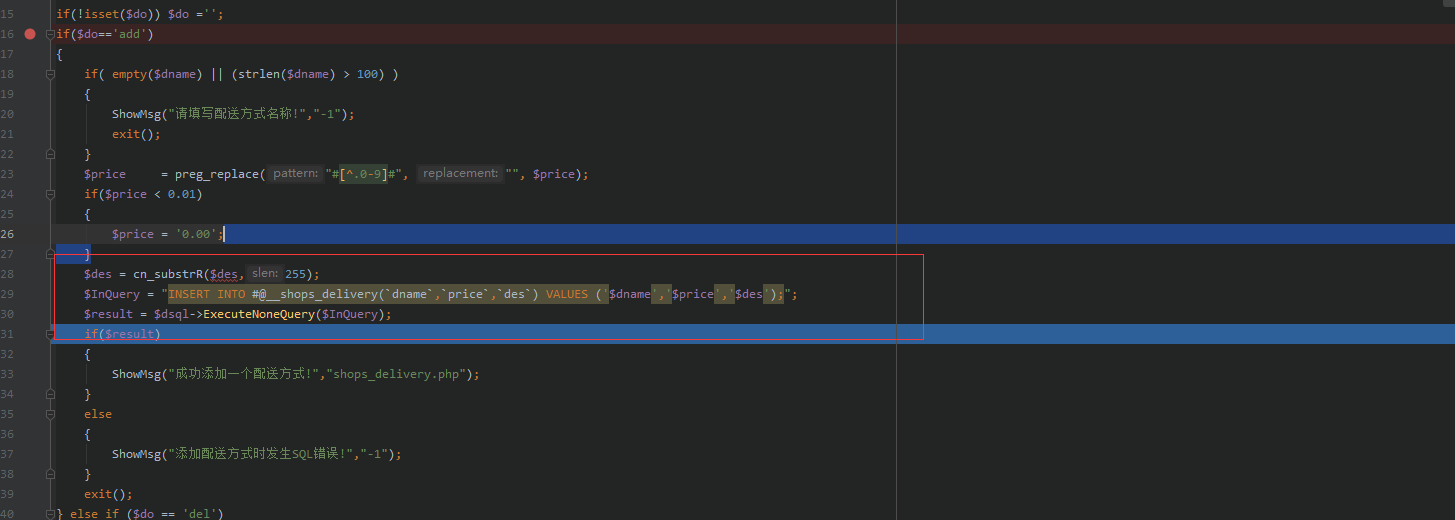 15 if(!isset($do)) $do ='';
16 if($do=='add')
17 {
18 if( empty($dname) || (strlen($dname) > 100) )
19 {
20 ShowMsg("请填写配送方式名称!","-1");
21 exit();
22 }
23 $price = preg_replace( pattern: "#[^.0-9]#", replacement: "", $price);
24 if($price < 0.01)
25 {
26 $price = '0.00';
27 }
28 $des = cn_substrR($des, slen: 255);
29 $InQuery = "INSERT INTO #@__shops_delivery(`dname`,`price`,`des`) VALUES ('$dname','$price','$des');";
30 $result = $dsql->ExecuteNoneQuery($InQuery);
31 if($result)
32 {
33 ShowMsg("成功添加一个配送方式!","shops_delivery.php");
34 }
35 else
36 {
37 ShowMsg("添加配送方式时发生SQL错误!","-1");
38 }
39 exit();
40 } else if ($do == 'del')